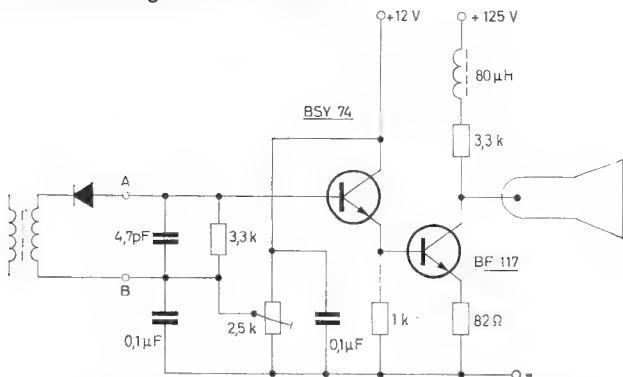 +12 V
+ 125 V
80 µH
BSY 74
3,3 k
A
4,7pF
3,3 k
B
BF 117
0,1µF
2,5 k
0,1µF
1 k
82 Ω